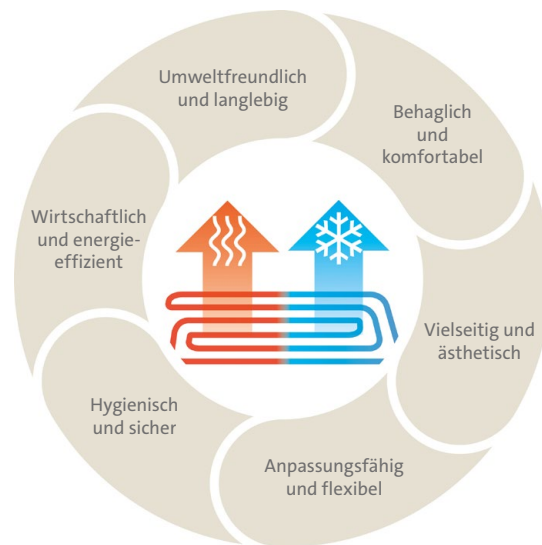 Umweltfreundlich
und langlebig
Behaglich
und
komfortabel
Vielseitig und
ästhetisch
Anpassungsfähig
und flexibel
Hygienisch
und sicher
Wirtschaftlich
und energie-
effizient